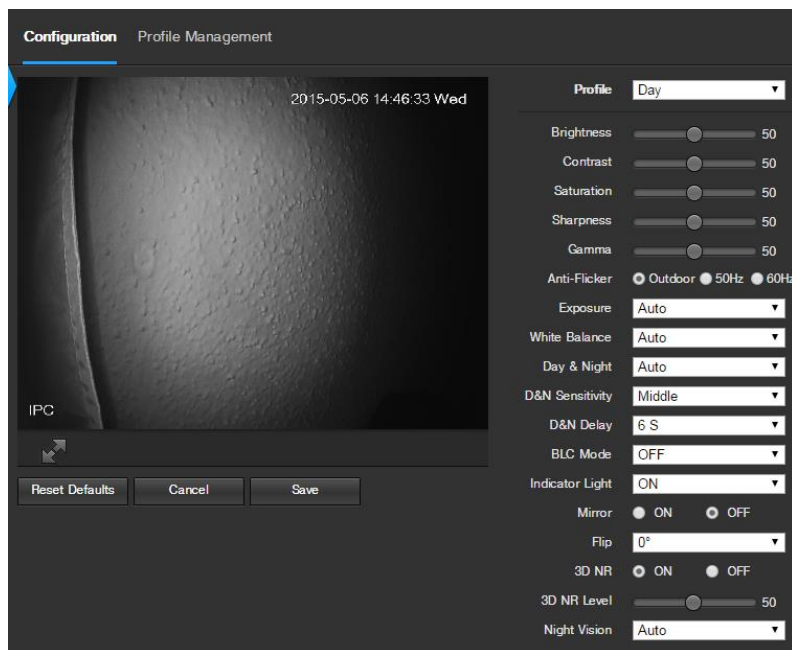 Configuration Profile Management
2015-05-06 14:46:33 Wed
IPC
Reset Defaults Cancel Save
Profile Day
Brightness 50
Contrast 50
Saturation 50
Sharpness 50
Gamma 50
Anti-Flicker Outdoor 50Hz 60Hz
Exposure Auto
White Balance Auto
Day & Night Auto
D&N Sensitivity Middle
D&N Delay 6 S
BLC Mode OFF
Indicator Light ON
Mirror ON OFF
Flip 0°
3D NR ON OFF
3D NR Level 50
Night Vision Auto